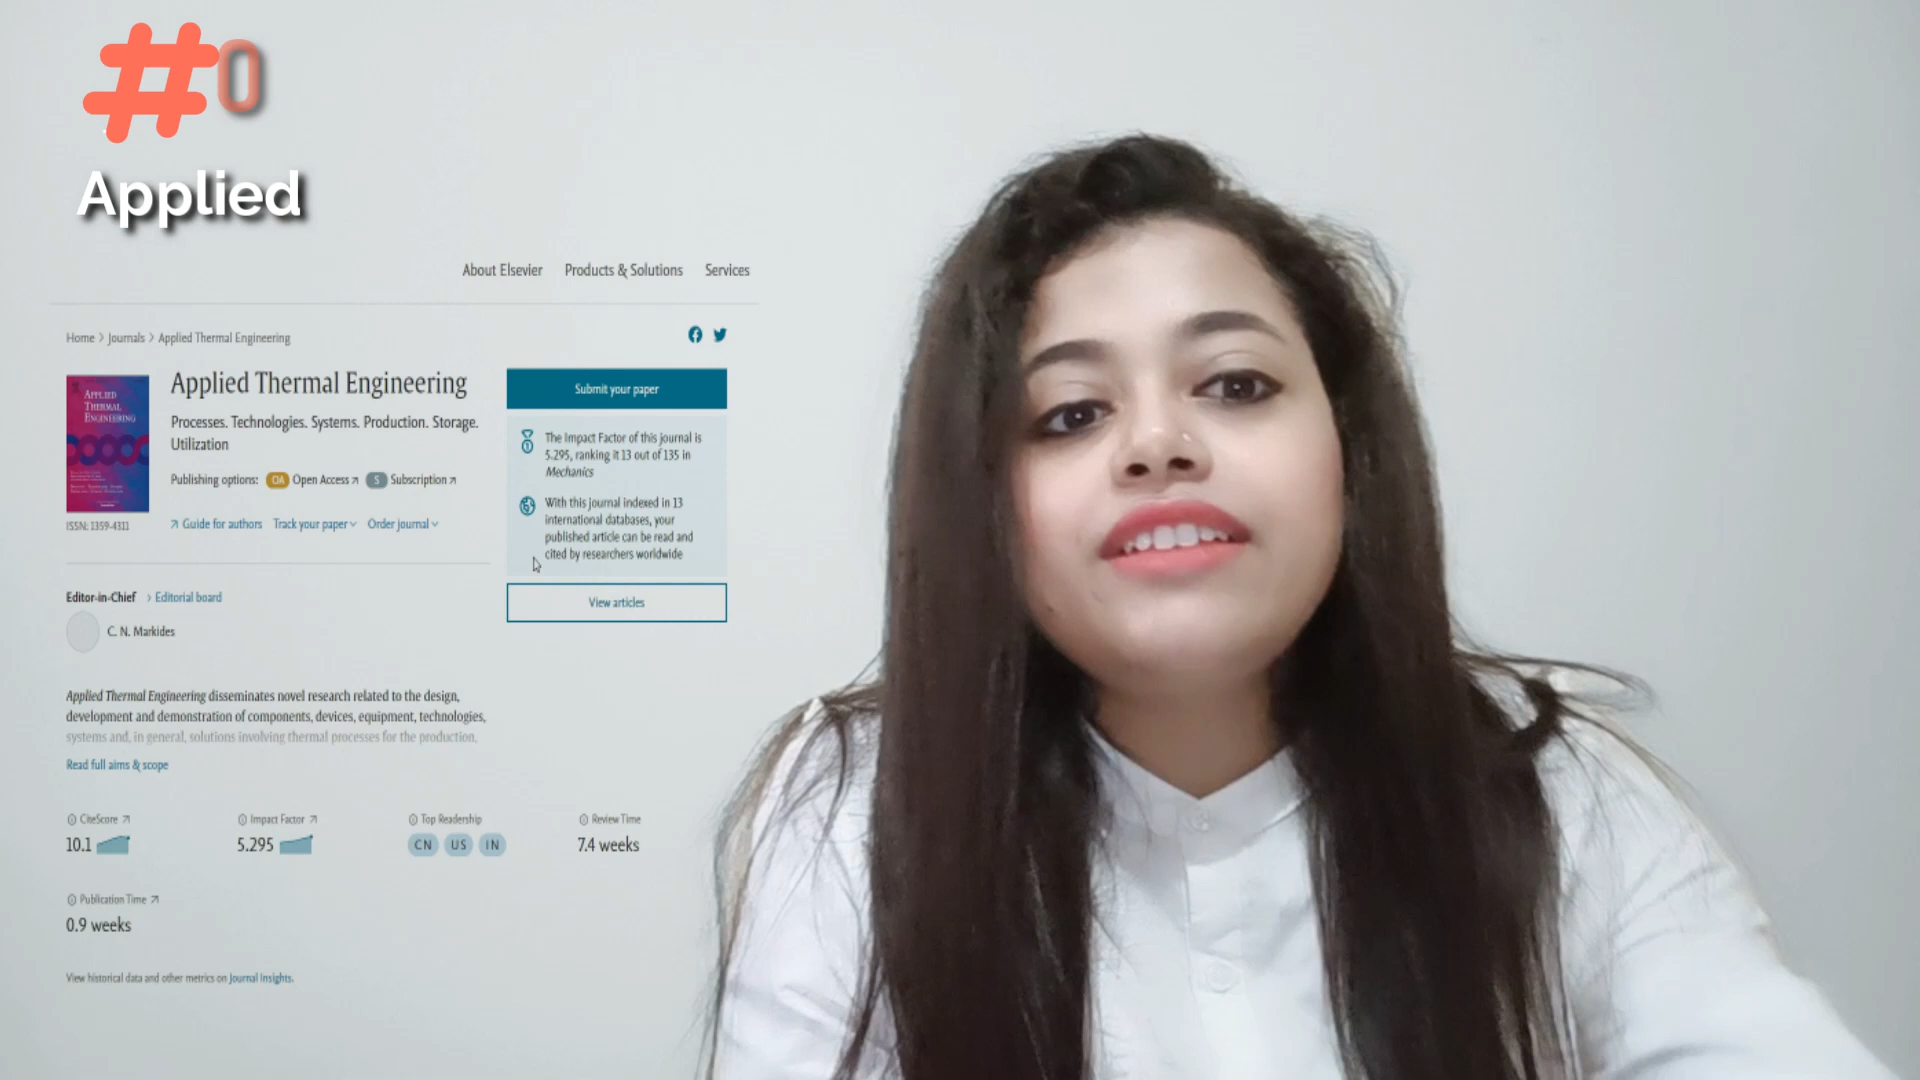 #0
Applied
About Elsevier Products & Solutions Services
Home > Journals > Applied Thermal Engineering
APPLIED
THERMAL
ENGINEERING
Applied Thermal Engineering
Processes. Technologies. Systems. Production. Storage.
Utilization
Publishing options: OA Open Access S Subscription
ISSN: 1359-4311
Guide for authors Track your paper Order journal
Submit your paper
The Impact Factor of this journal is
5.295, ranking it 13 out of 135 in
Mechanics
With this journal indexed in 13
international databases, your
published article can be read and
cited by researchers worldwide
View articles
Editor-in-Chief > Editorial board
C. N. Markides
Applied Thermal Engineering disseminates novel research related to the design,
development and demonstration of components, devices, equipment, technologies,
systems and, in general, solutions involving thermal processes for the production,
Read full aims & scope
CiteScore Impact Factor Top Readership Review Time
10.1 5.295 CN US IN 7.4 weeks
Publication Time
0.9 weeks
View historical data and other metrics on Journal Insights.